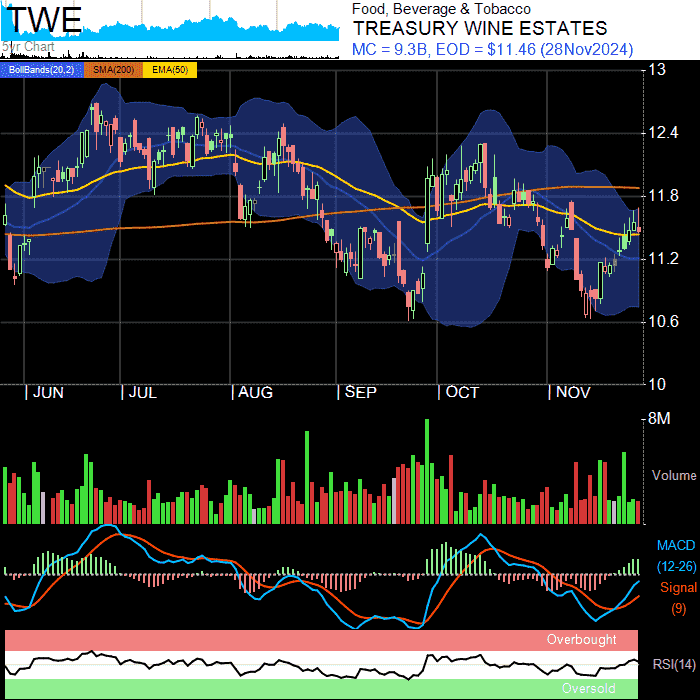 TWE
5yr Chart
Food, Beverage & Tobacco
TREASURY WINE ESTATES
MC = 9.3B, EOD = $11.46 (28Nov2024)
BollBands(20,2) SMA(200) EMA(50)
13
12.4
11.8
11.2
10.6
10
JUN JUL AUG SEP OCT NOV
8M
Volume
MACD
(12-26)
Signal
(9)
Overbought
RSI(14)
Oversold